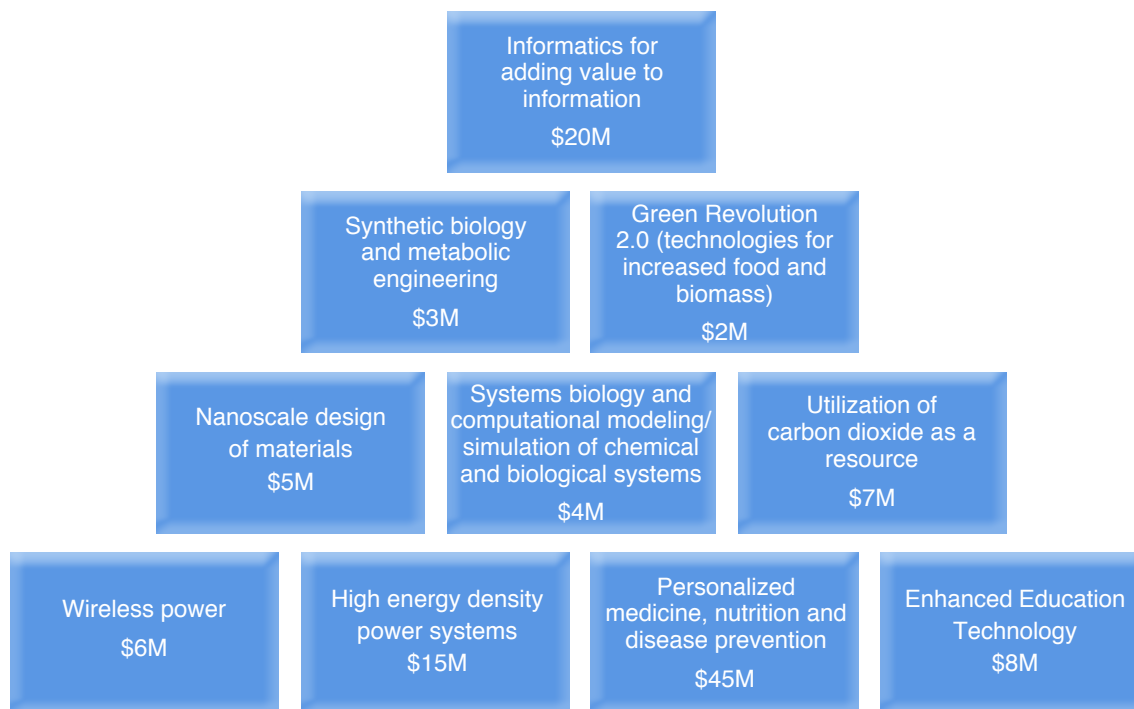 Informatics for
adding value to
information
$20M
Synthetic biology
and metabolic
engineering
$3M
Green Revolution
2.0 (technologies for
increased food and
biomass)
$2M
Nanoscale design
of materials
$5M
Systems biology and
computational modeling/
simulation of chemical
and biological systems
$4M
Utilization of
carbon dioxide as a
resource
$7M
Wireless power
$6M
High energy density
power systems
$15M
Personalized
medicine, nutrition and
disease prevention
$45M
Enhanced Education
Technology
$8M